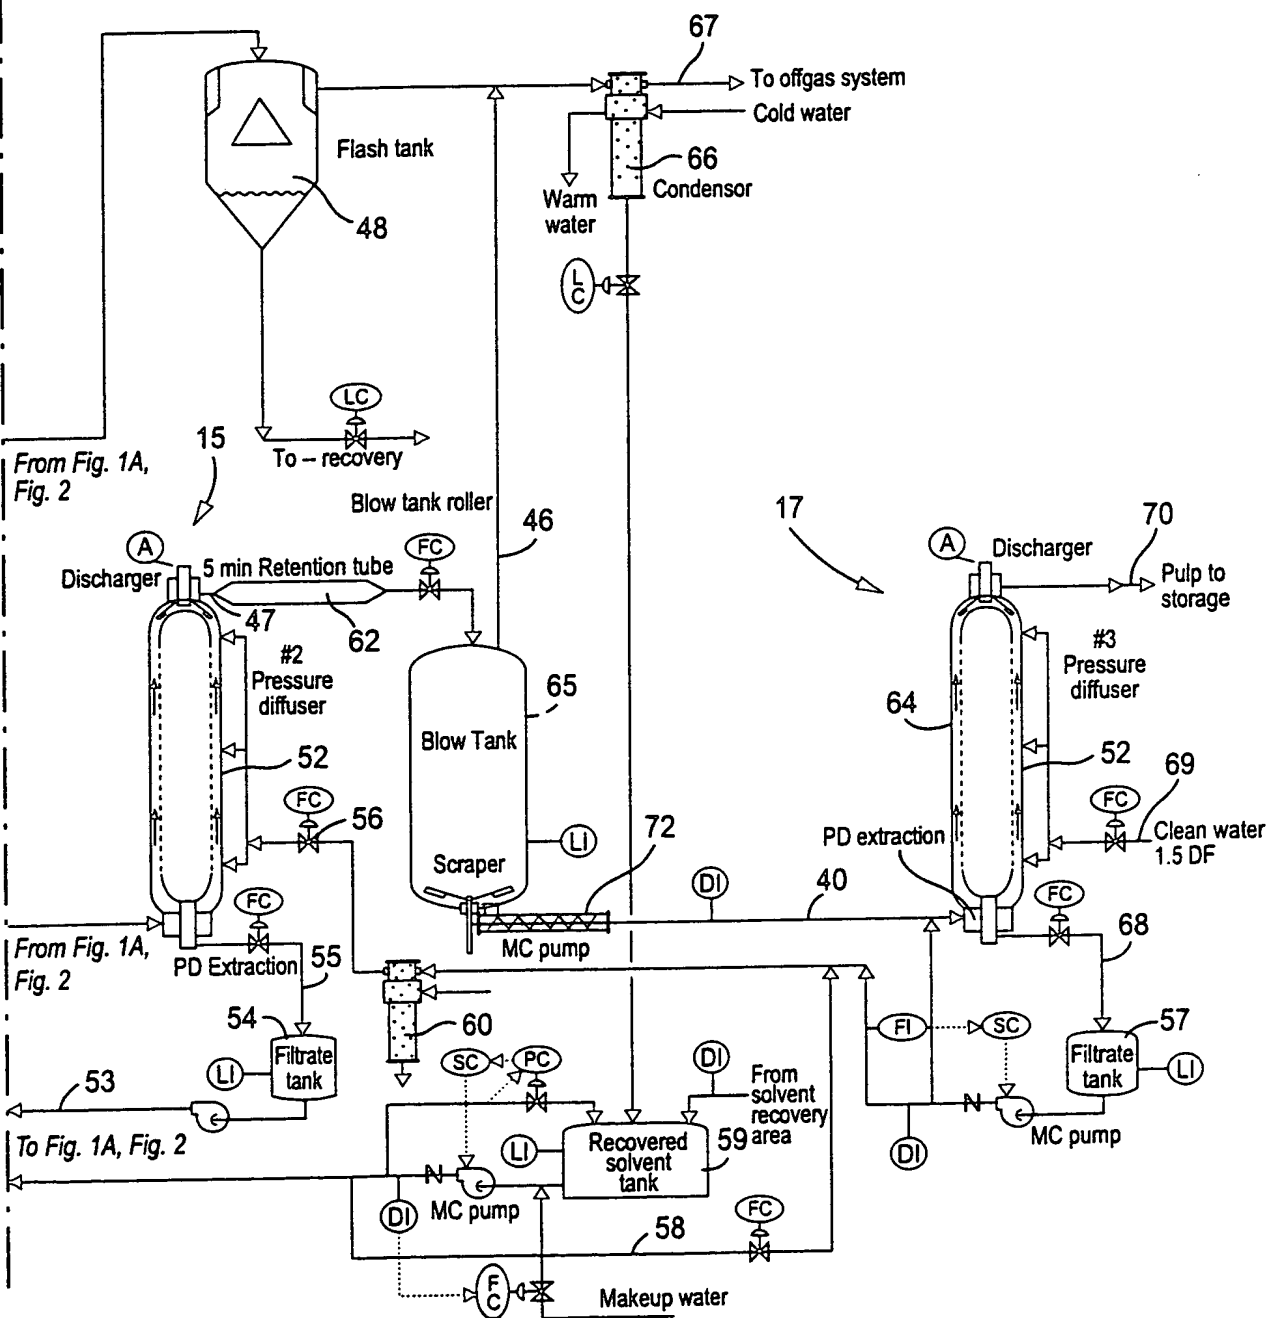 67
To offgas system
Cold water
Flash tank
66
Condensor
Warm
water
48
L
C
LC
To – recovery
15
From Fig. 1A,
Fig. 2
Blow tank roller
46
17
70
A
Discharger
5 min Retention tube
FC
47
62
A
Discharger
Pulp to
storage
#2
Pressure
diffuser
65
#3
Pressure
diffuser
64
Blow Tank
52
52
69
FC
56
FC
PD extraction
Clean water
1.5 DF
LI
72
Scraper
DI
40
FC
FC
From Fig. 1A,
Fig. 2
PD Extraction
55
MC pump
68
54
60
FI
SC
57
Filtrate
tank
LI
SC
PC
DI
From
solvent
recovery
area
Filtrate
tank
LI
53
MC pump
To Fig. 1A, Fig. 2
LI
Recovered
solvent
tank
59
DI
MC pump
DI
58
FC
F
C
Makeup water